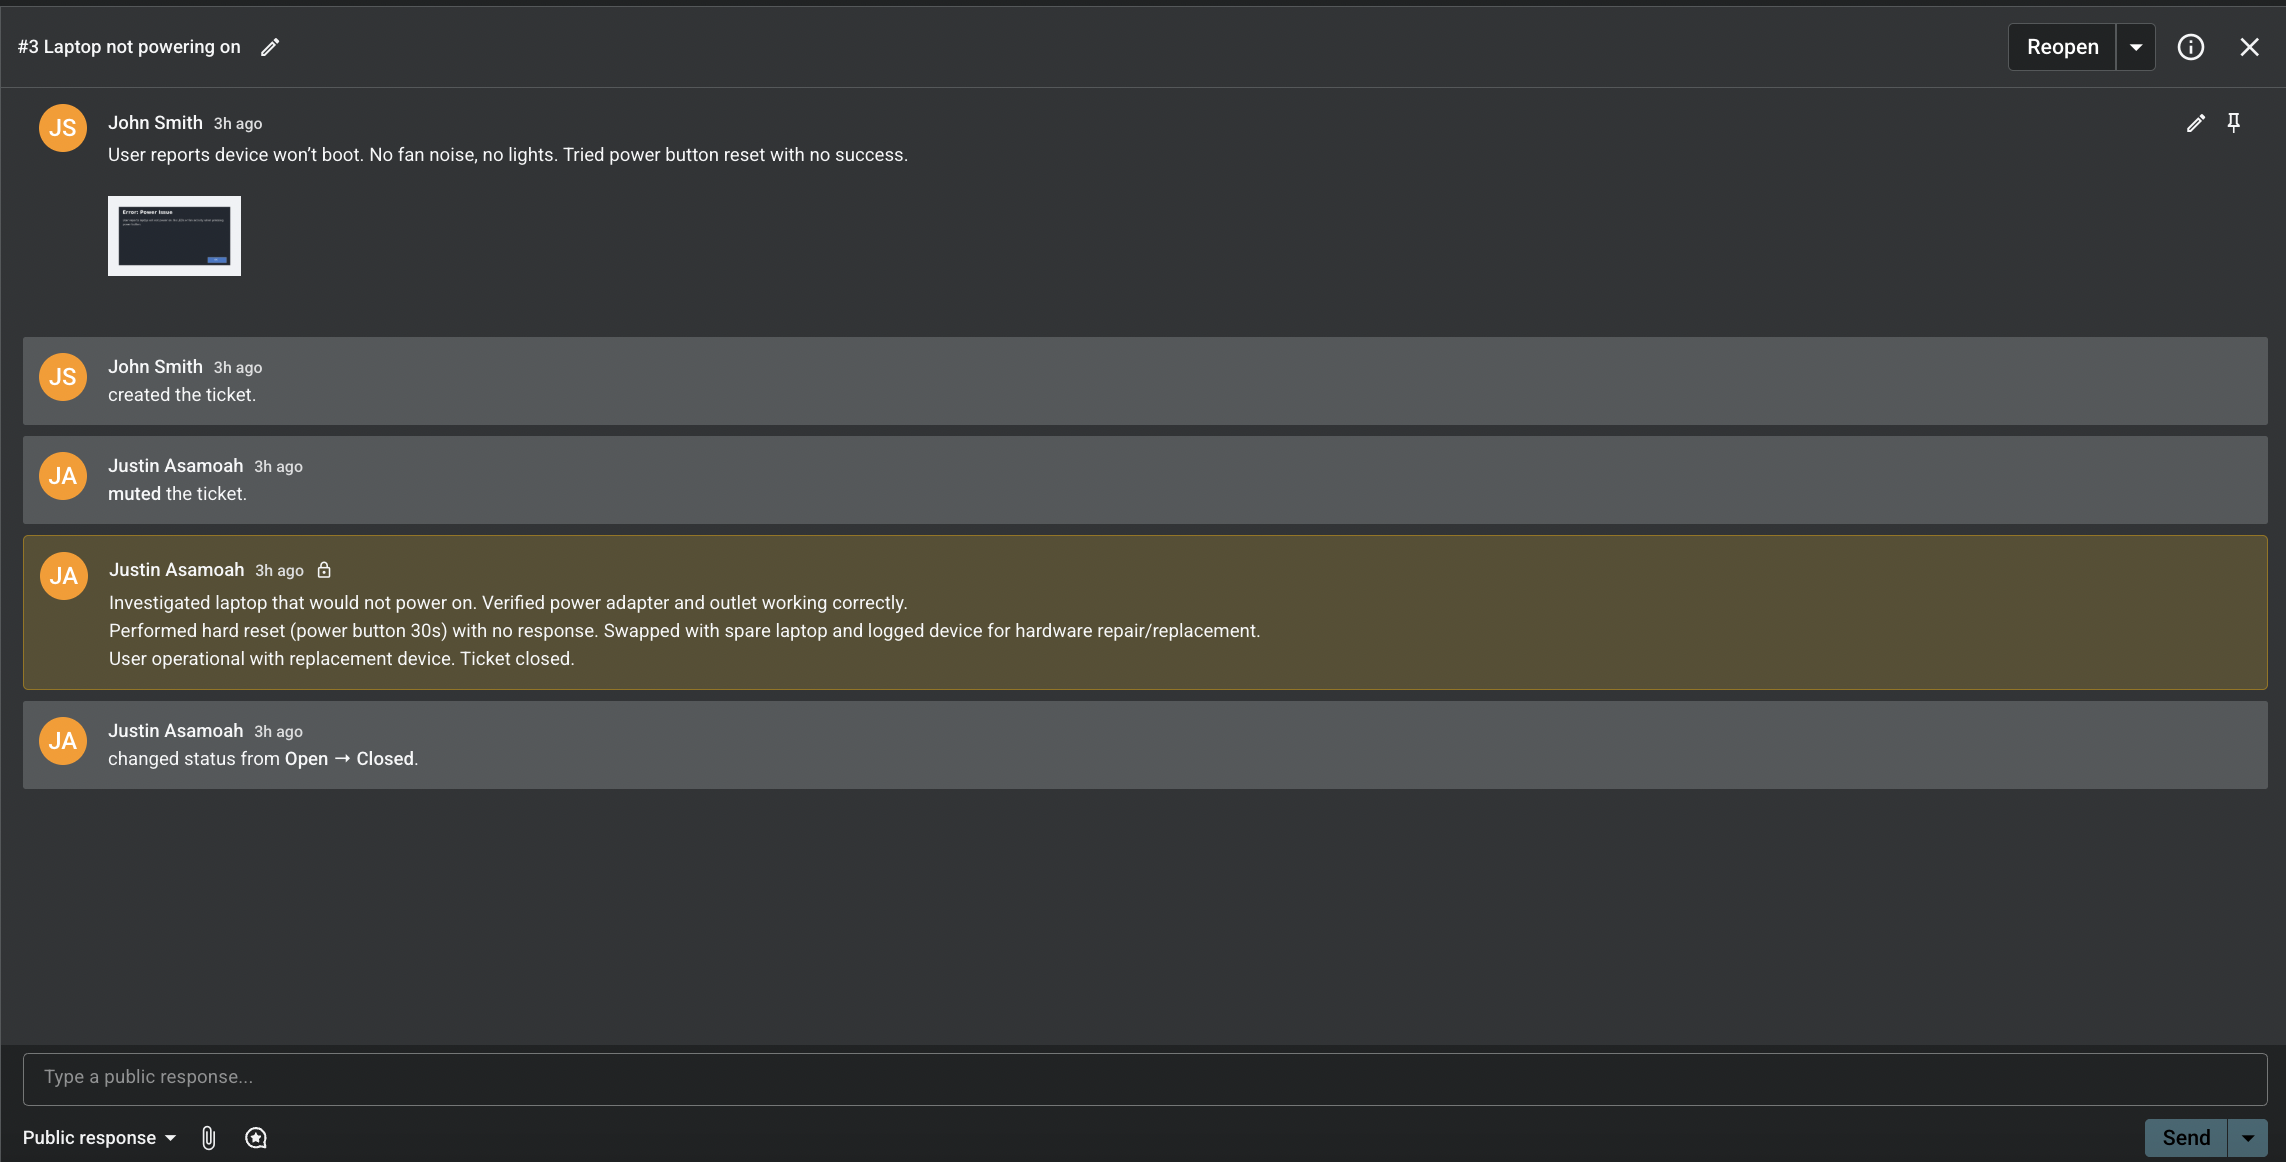 #3 Laptop not powering on
Reopen
JS
John Smith 3h ago
User reports device won’t boot. No fan noise, no lights. Tried power button reset with no success.
Error: Power Issue
JS
John Smith 3h ago
created the ticket.
JA
Justin Asamoah 3h ago
muted the ticket.
JA
Justin Asamoah 3h ago
Investigated laptop that would not power on. Verified power adapter and outlet working correctly.
Performed hard reset (power button 30s) with no response. Swapped with spare laptop and logged device for hardware repair/replacement.
User operational with replacement device. Ticket closed.
JA
Justin Asamoah 3h ago
changed status from Open → Closed.
Type a public response...
Public response
Send